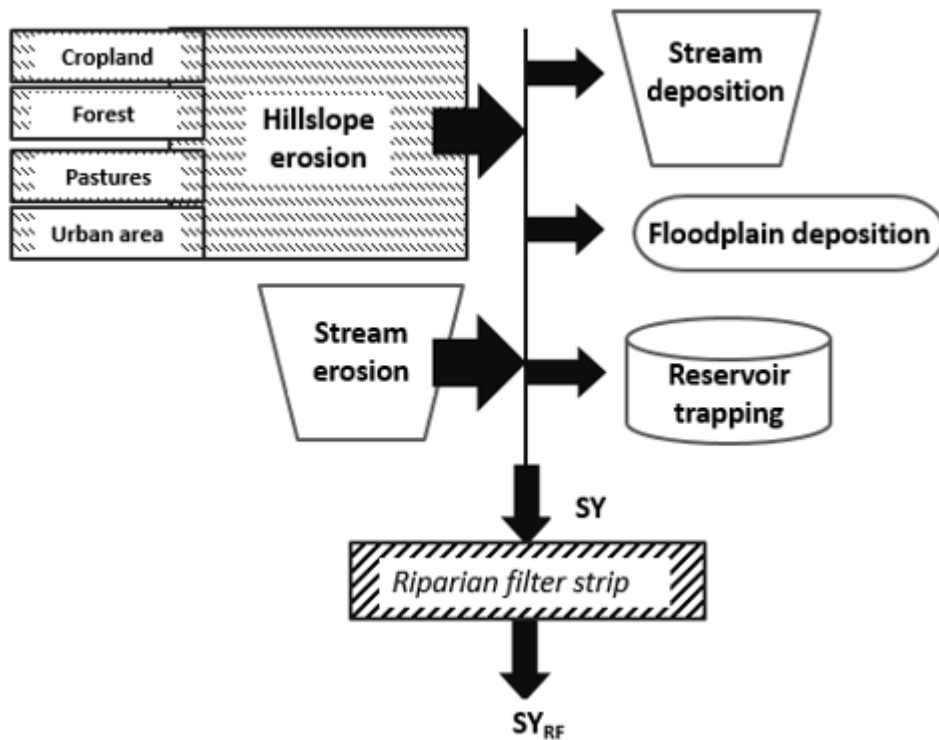 Cropland
Forest
Pastures
Urban area
Hillslope
erosion
Stream
deposition
Floodplain deposition
Stream
erosion
Reservoir
trapping
SY
Riparian filter strip
SY_RF